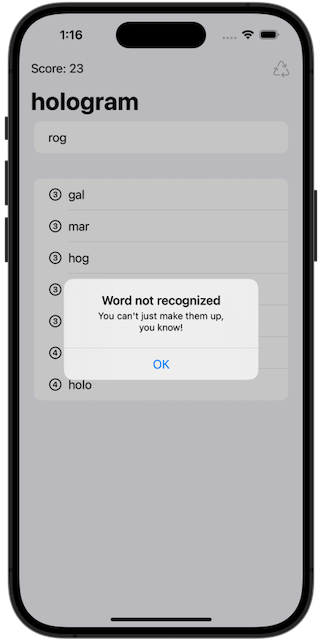 1:16
Score: 23
hologram
rog
3 gal
3 mar
3 hog
3
3
4
4 holo
Word not recognized
You can't just make them up,
you know!
OK